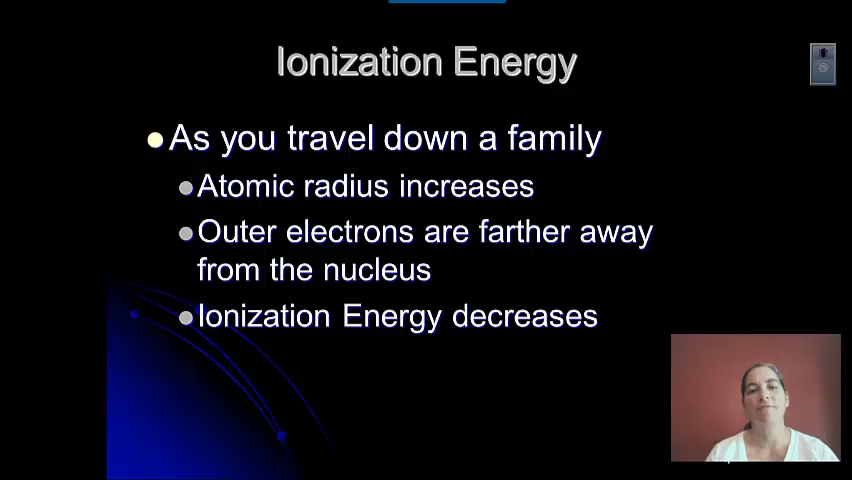 Ionization Energy
As you travel down a family
Atomic radius increases
Outer electrons are farther away
from the nucleus
Ionization Energy decreases